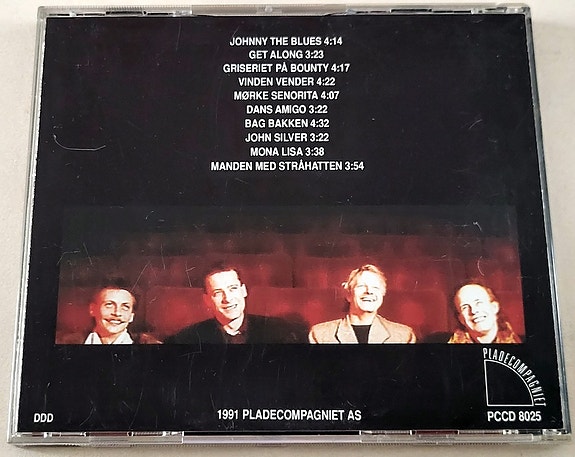 JOHNNY THE BLUES 4:14
GET ALONG 3:23
GRISERIET PÅ BOUNTY 4:17
VINDEN VENDER 4:22
MØRKE SENORITA 4:07
DANS AMIGO 3:22
BAG BAKKEN 4:32
JOHN SILVER 3:22
MONA LISA 3:38
MANDEN MED STRÅHATTEN 3:54
PLADECOMPAGNIET
DDD
1991 PLADECOMPAGNIET AS
PCCD 8025